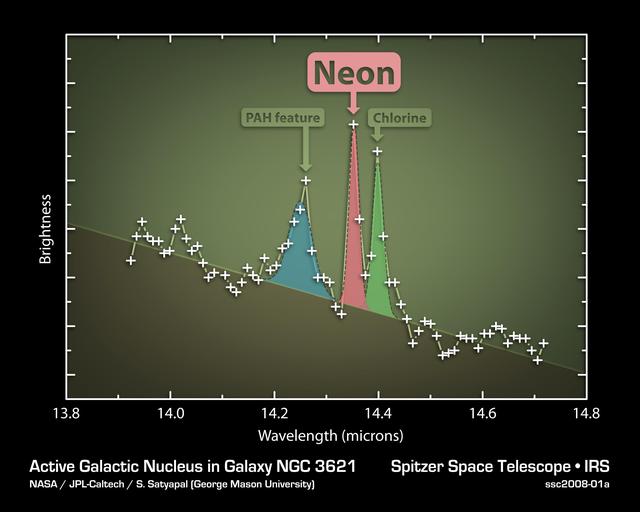 Neon
PAH feature
Chlorine
Brightness
13.8 14.0 14.2 14.4 14.6 14.8
Wavelength (microns)
Active Galactic Nucleus in Galaxy NGC 3621 Spitzer Space Telescope • IRS
NASA / JPL-Caltech / S. Satyapal (George Mason University) ssc2008-01a